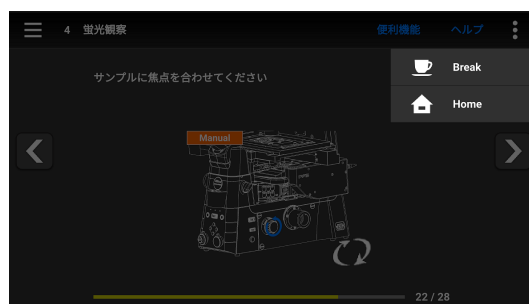 4 蛍光観察
便利機能
ヘルプ
Break
Home
サンプルに焦点を合わせてください
Manual
22 / 28